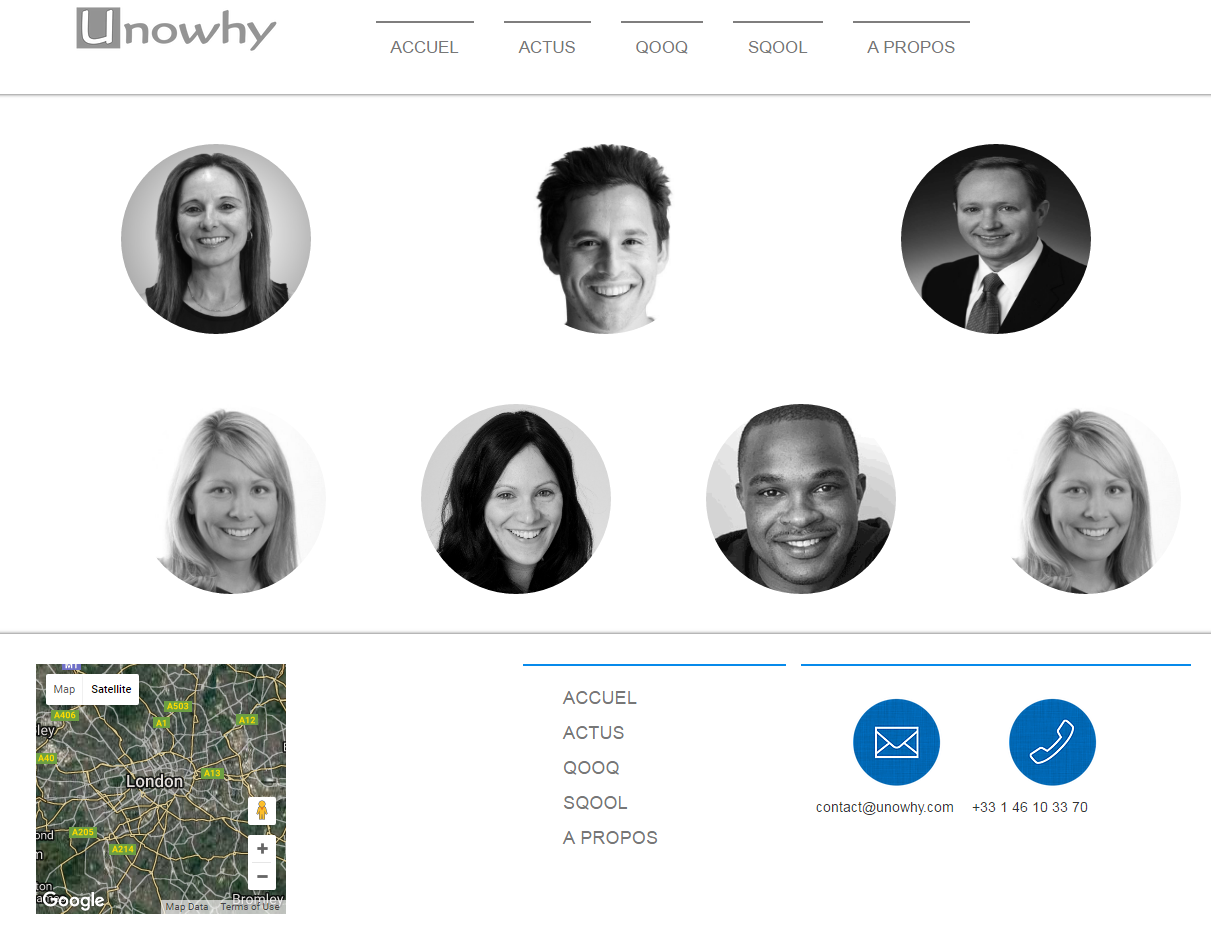 Unowhy
ACCUEL ACTUS QOOQ SQOOL A PROPOS
M1
Map Satellite
A503
A406
A1
A12
ley
A40
A13
London
A205
ond
A214
n
ton
Bromley
Google
Map Data Terms of Use
ACCUEL
ACTUS
QOOQ
SQOOL
A PROPOS
contact@unowhy.com +33 1 46 10 33 70